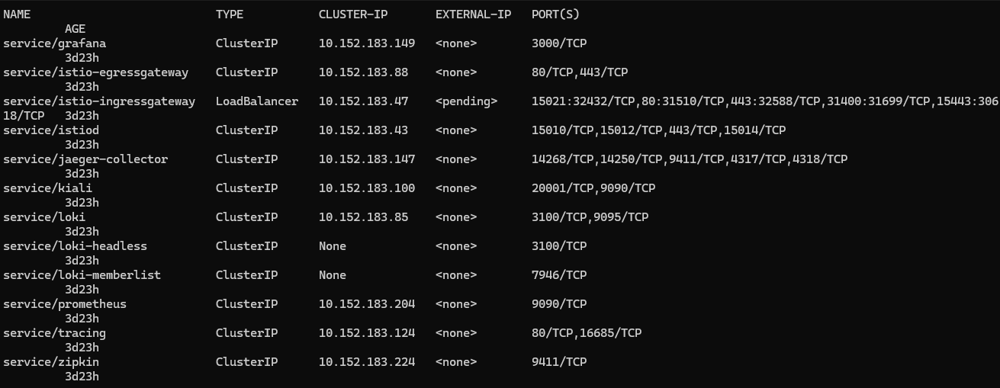 NAME                           TYPE           CLUSTER-IP       EXTERNAL-IP   PORT(S)
         AGE
service/grafana                ClusterIP      10.152.183.149   <none>        3000/TCP
         3d23h
service/istio-egressgateway    ClusterIP      10.152.183.88    <none>        80/TCP,443/TCP
         3d23h
service/istio-ingressgateway   LoadBalancer   10.152.183.47    <pending>     15021:32432/TCP,80:31510/TCP,443:32588/TCP,31400:31699/TCP,15443:306
18/TCP   3d23h
service/istiod                 ClusterIP      10.152.183.43    <none>        15010/TCP,15012/TCP,443/TCP,15014/TCP
         3d23h
service/jaeger-collector       ClusterIP      10.152.183.147   <none>        14268/TCP,14250/TCP,9411/TCP,4317/TCP,4318/TCP
         3d23h
service/kiali                  ClusterIP      10.152.183.100   <none>        20001/TCP,9090/TCP
         3d23h
service/loki                   ClusterIP      10.152.183.85    <none>        3100/TCP,9095/TCP
         3d23h
service/loki-headless          ClusterIP      None             <none>        3100/TCP
         3d23h
service/loki-memberlist        ClusterIP      None             <none>        7946/TCP
         3d23h
service/prometheus             ClusterIP      10.152.183.204   <none>        9090/TCP
         3d23h
service/tracing                ClusterIP      10.152.183.124   <none>        80/TCP,16685/TCP
         3d23h
service/zipkin                 ClusterIP      10.152.183.224   <none>        9411/TCP
         3d23h